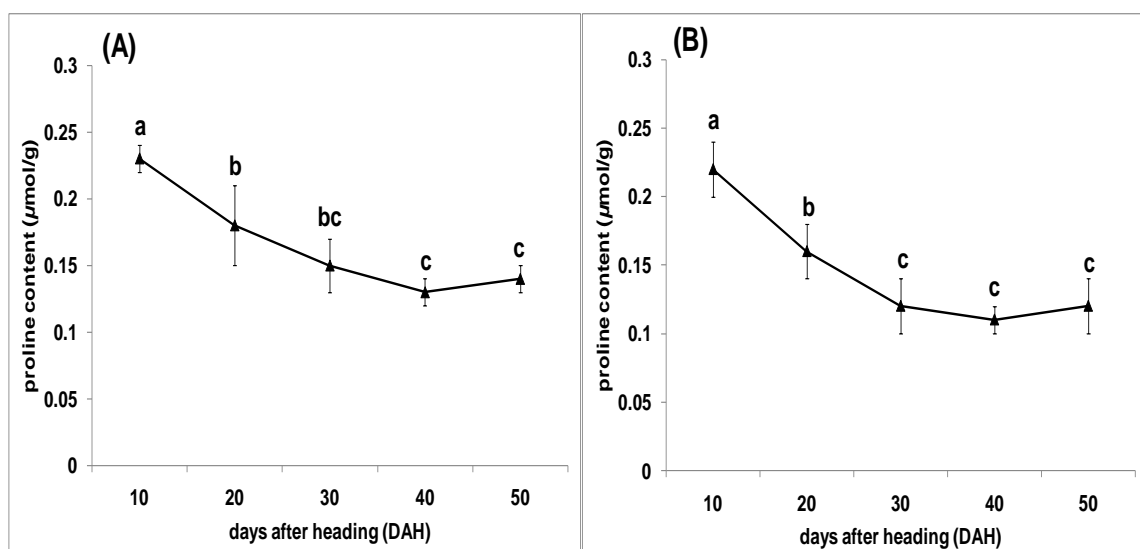 (A)
proline content (µmol/g)
0.3
0.25
0.2
0.15
0.1
0.05
0
a
b
bc
c
c
10 20 30 40 50
days after heading (DAH)
(B)
proline content (µmol/g)
0.3
0.25
0.2
0.15
0.1
0.05
0
a
b
c
c
c
10 20 30 40 50
days after heading (DAH)